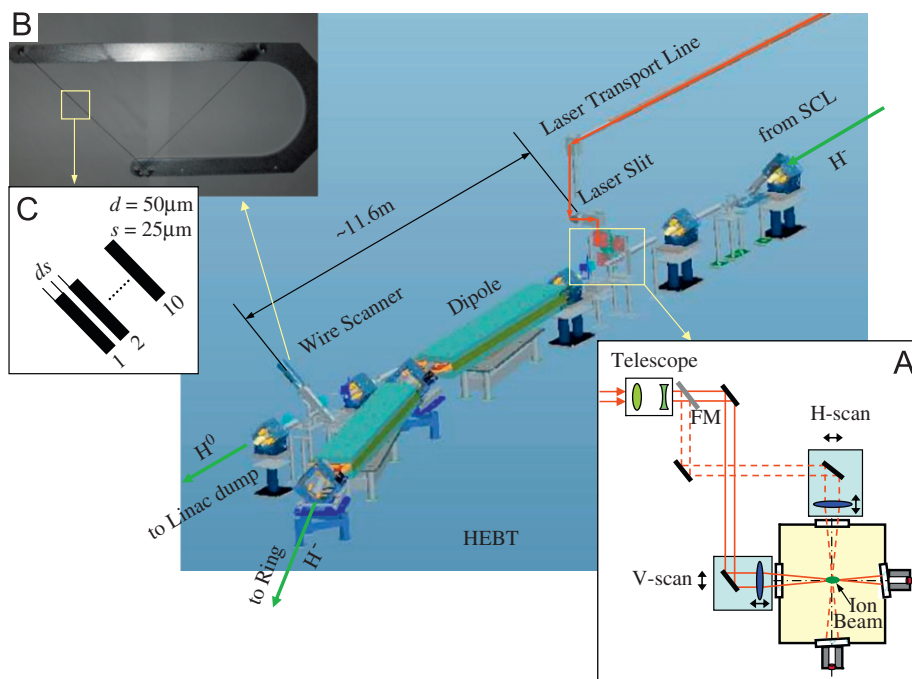 B
Laser Transport Line
from SCL
H-
Laser Slit
~11.6m
C
d = 50µm
s = 25µm
ds
1
2
10
Wire Scanner
Dipole
H0
to Linac dump
to Ring
H-
HEBT
A
Telescope
FM
H-scan
V-scan
Ion
Beam